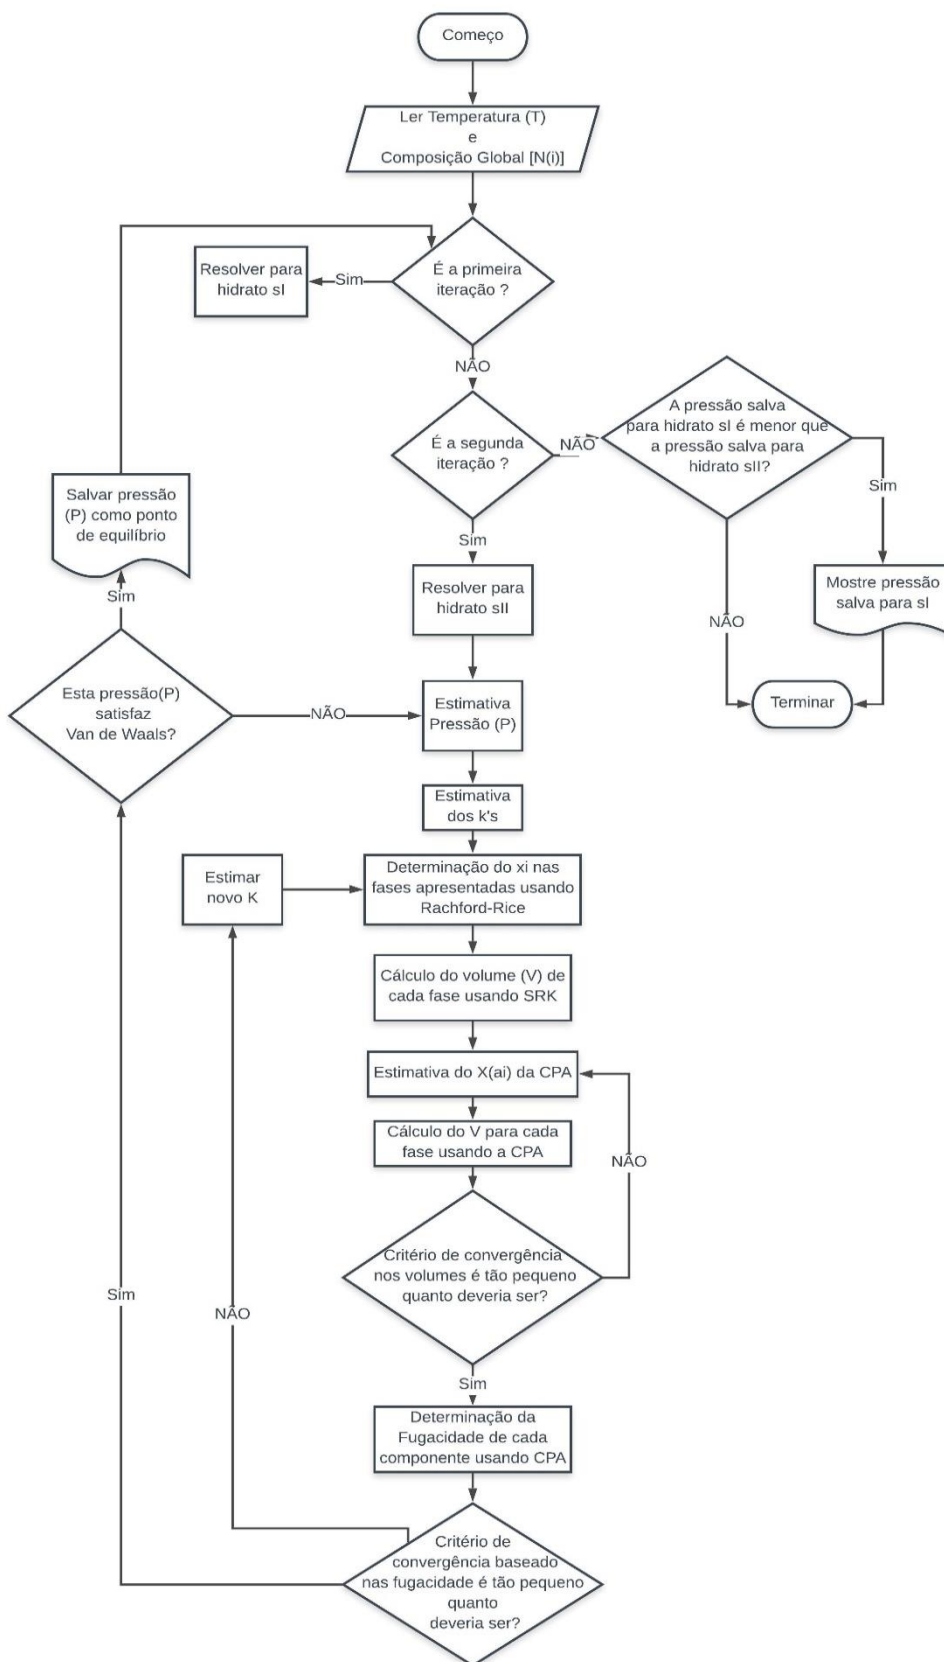 Começo
Ler Temperatura (T)
e
Composição Global [N(i)]
É a primeira
iteração ?
Sim
Resolver para
hidrato sI
NÃO
É a segunda
iteração ?
NÃO
A pressão salva
para hidrato sI é menor que
a pressão salva para
hidrato sII?
Sim
Mostre pressão
salva para sI
NÃO
Terminar
Sim
Resolver para
hidrato sII
Salvar pressão
(P) como ponto
de equilíbrio
Sim
Esta pressão(P)
satisfaz
Van de Waals?
NÃO
Estimativa
Pressão (P)
Estimativa
dos k's
Estimar
novo K
Determinação do xi nas
fases apresentadas usando
Rachford-Rice
Cálculo do volume (V) de
cada fase usando SRK
Estimativa do X(ai) da CPA
Cálculo do V para cada
fase usando a CPA
NÃO
Critério de convergência
nos volumes é tão pequeno
quanto deveria ser?
Sim
NÃO
Sim
Determinação da
Fugacidade de cada
componente usando CPA
Critério de
convergência baseado
nas fugacidade é tão pequeno
quanto
deveria ser?